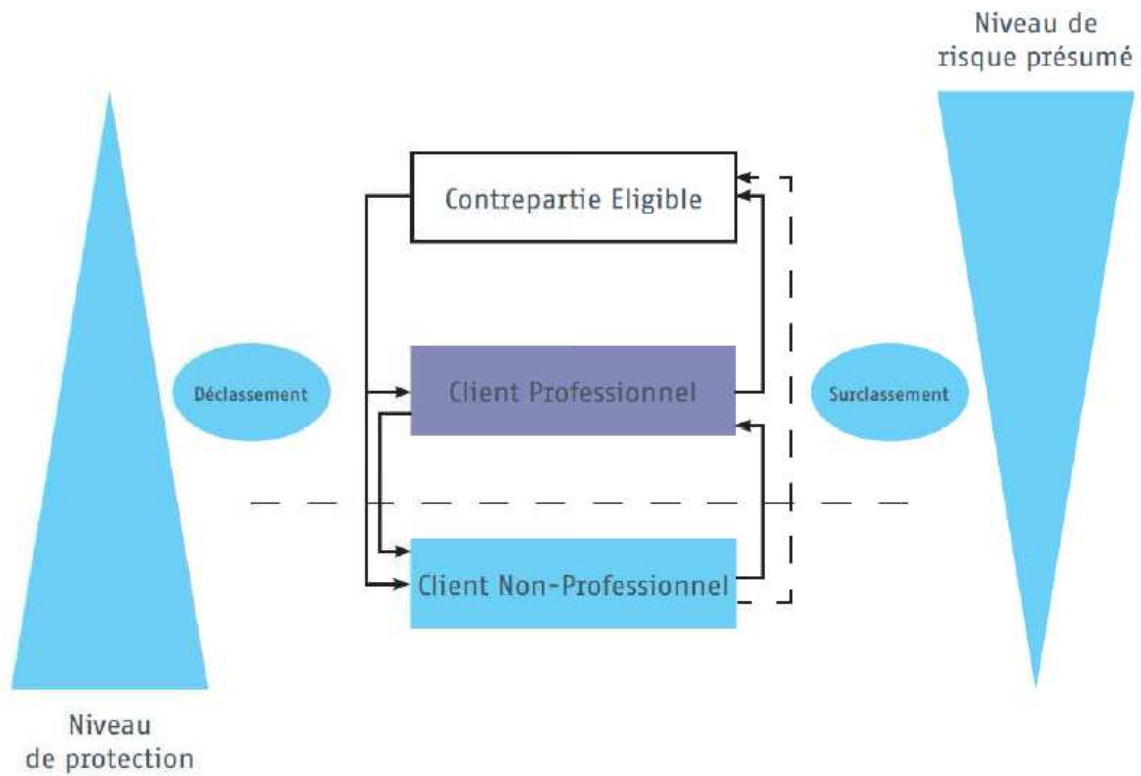 Niveau de
risque présumé
Contrepartie Eligible
Déclassement
Client Professionnel
Surclassement
Client Non-Professionnel
Niveau
de protection